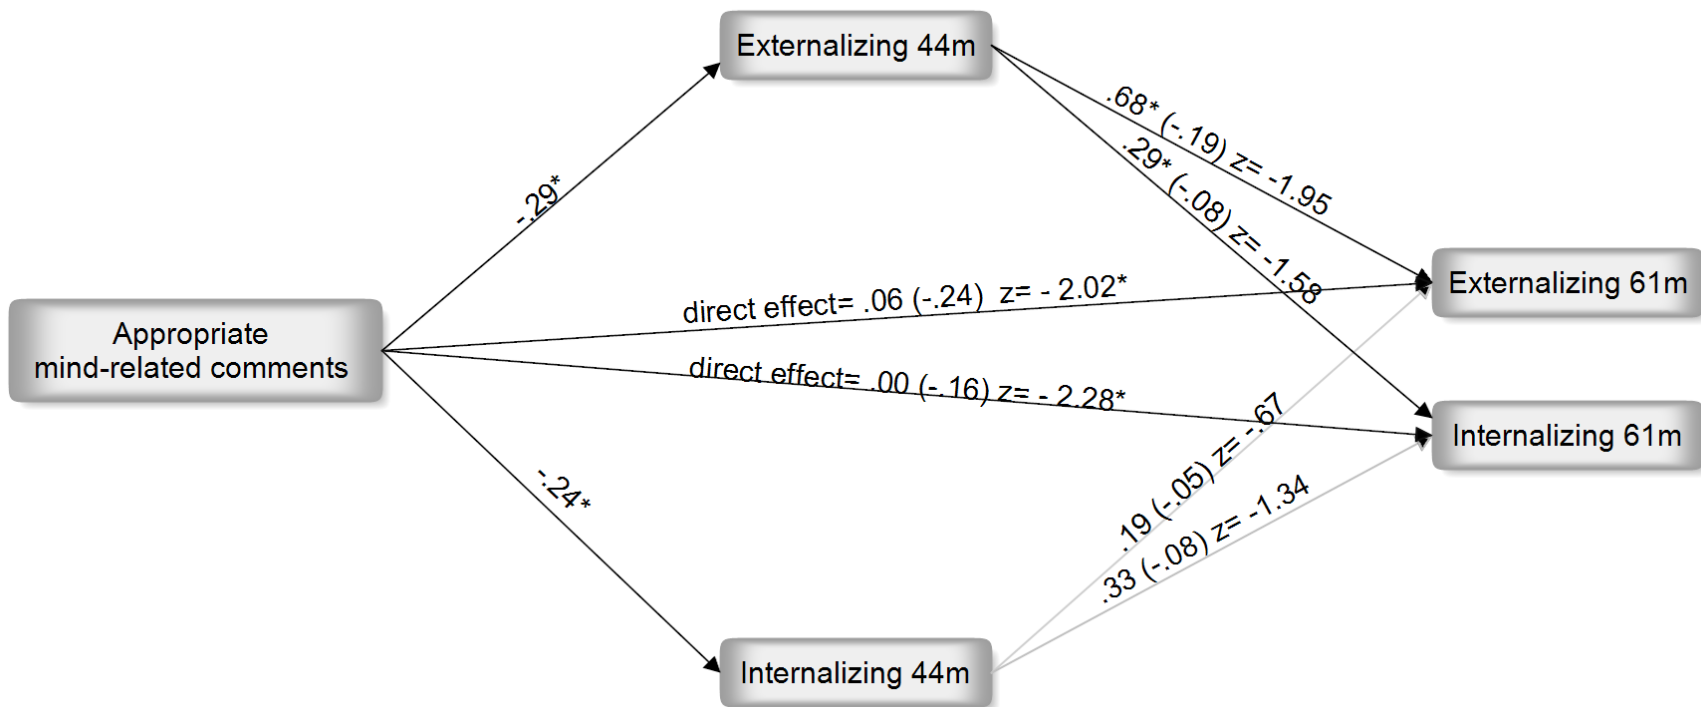 Externalizing 44m
.68* (-.19) z= -1.95
.29* (-.08) z= -1.58
-.29*
Externalizing 61m
direct effect= .06 (-.24)  z= - 2.02*
Appropriate
mind-related comments
direct effect= .00 (-.16) z= - 2.28*
Internalizing 61m
-.24*
.19 (-.05) z= -.67
.33 (-.08) z= -1.34
Internalizing 44m